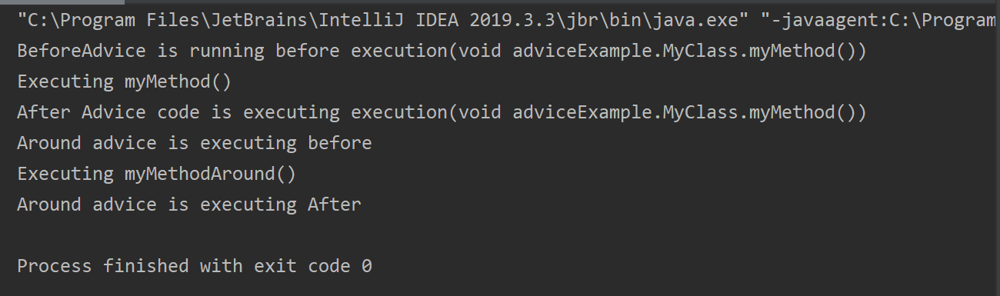 "C:\Program Files\JetBrains\IntelliJ IDEA 2019.3.3\jbr\bin\java.exe" "-javaagent:C:\Program
BeforeAdvice is running before execution(void adviceExample.MyClass.myMethod())
Executing myMethod()
After Advice code is executing execution(void adviceExample.MyClass.myMethod())
Around advice is executing before
Executing myMethodAround()
Around advice is executing After
Process finished with exit code 0